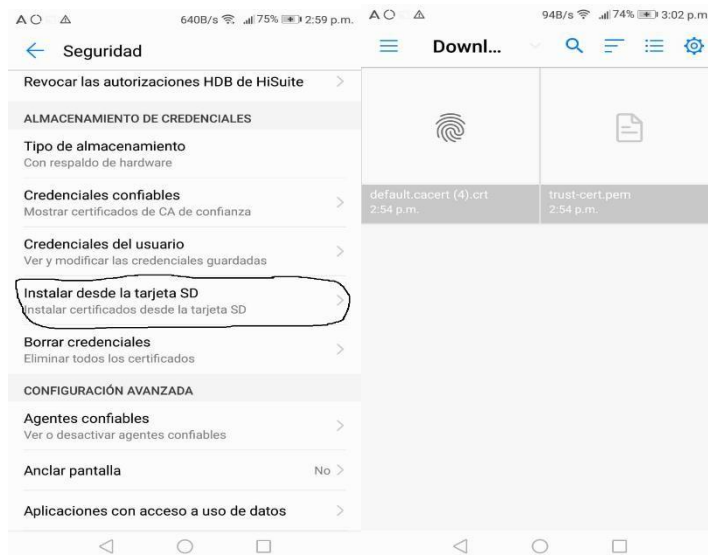 640B/s 75% 2:59 p.m.
Seguridad
Revocar las autorizaciones HDB de HiSuite
ALMACENAMIENTO DE CREDENCIALES
Tipo de almacenamiento
Con respaldo de hardware
Credenciales confiables
Mostrar certificados de CA de confianza
Credenciales del usuario
Ver y modificar las credenciales guardadas
Instalar desde la tarjeta SD
Instalar certificados desde la tarjeta SD
Borrar credenciales
Eliminar todos los certificados
CONFIGURACIÓN AVANZADA
Agentes confiables
Ver o desactivar agentes confiables
Anclar pantalla No
Aplicaciones con acceso a uso de datos
94B/s 74% 3:02 p.m.
Downl...
default.cacert (4).crt
2:54 p.m.
trust-cert.pem
2:54 p.m.